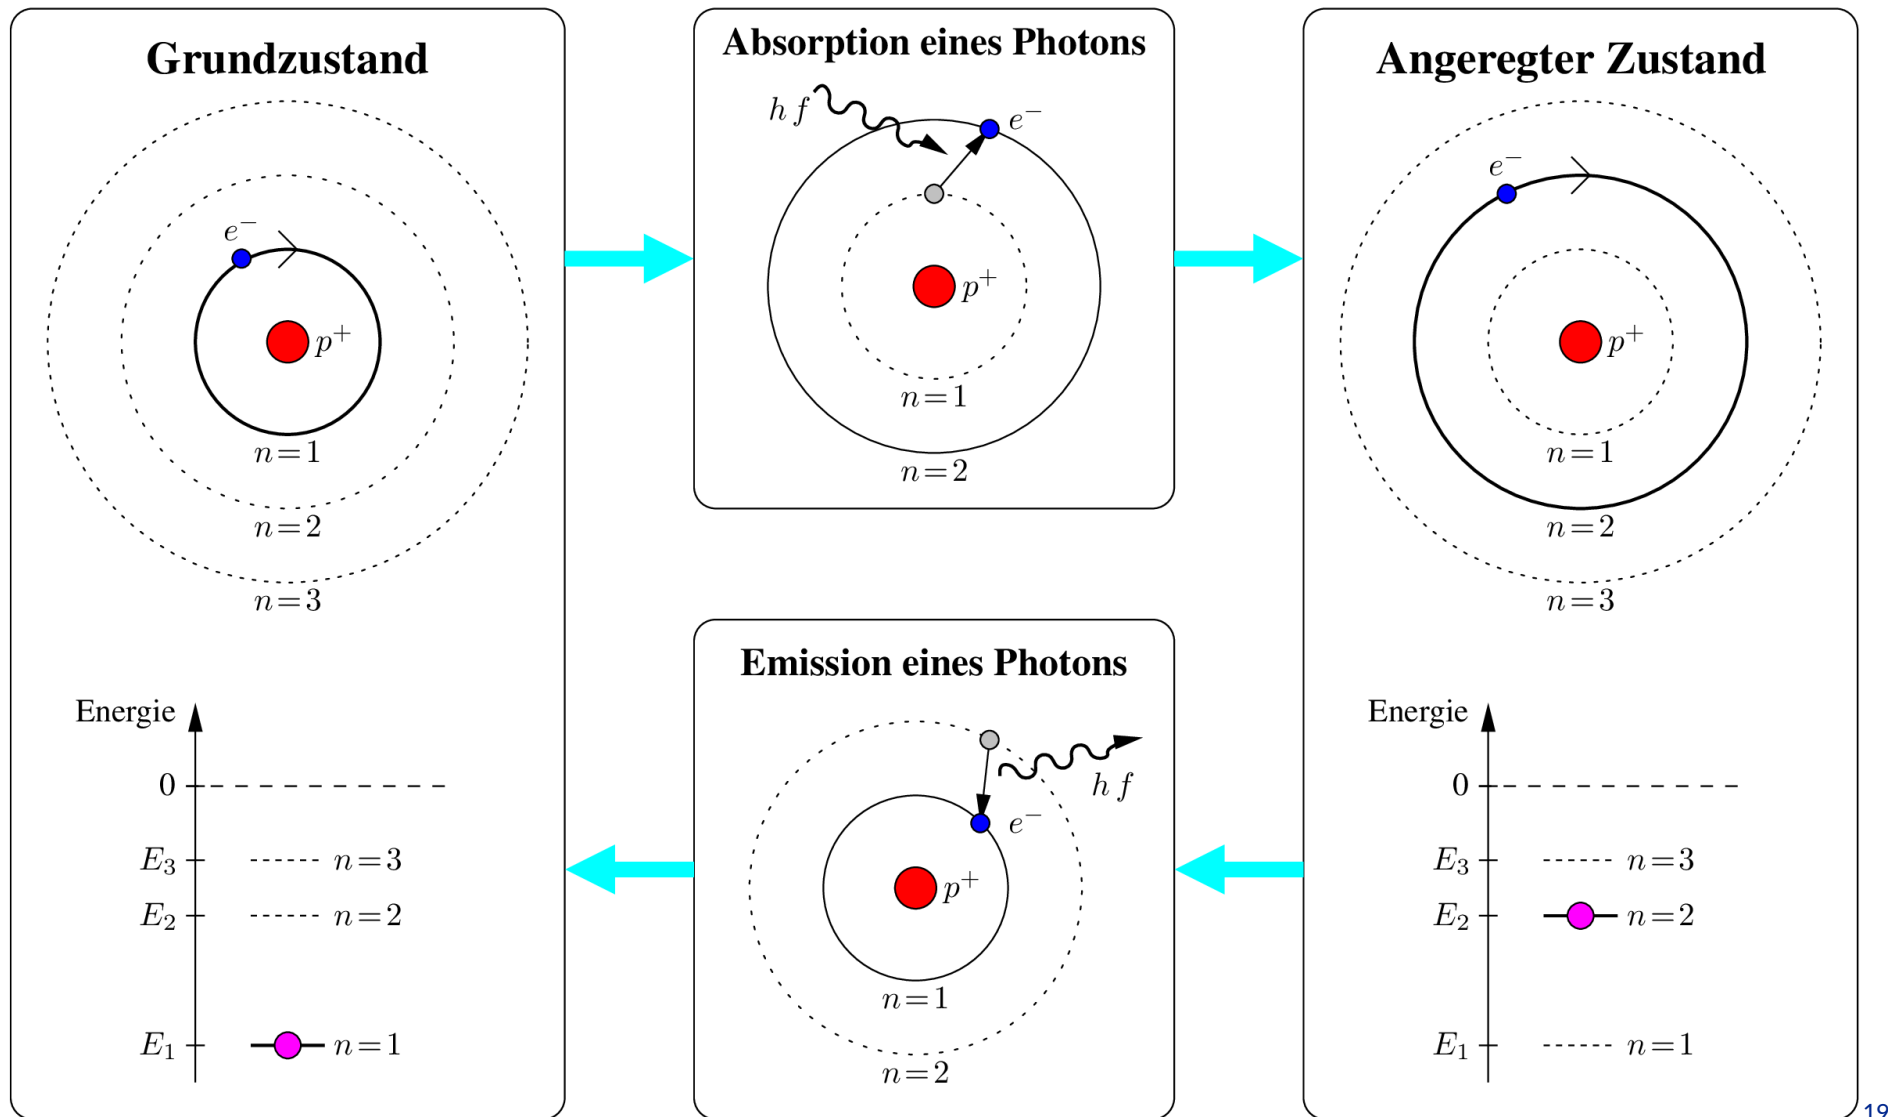 Grundzustand
e⁻
p⁺
n=1
n=2
n=3
Energie
0
E₃ n=3
E₂ n=2
E₁ n=1
Absorption eines Photons
h f
e⁻
p⁺
n=1
n=2
Emission eines Photons
h f
e⁻
p⁺
n=1
n=2
Angeregter Zustand
e⁻
p⁺
n=1
n=2
n=3
Energie
0
E₃ n=3
E₂ n=2
E₁ n=1
19